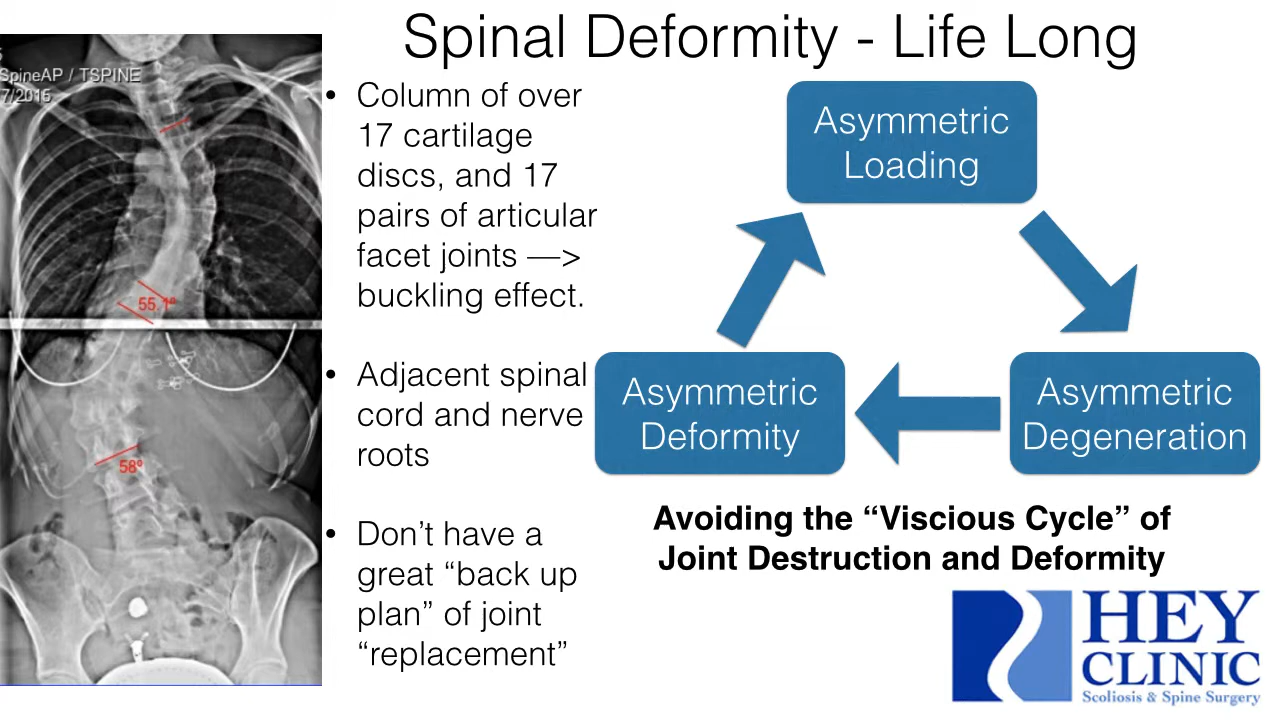 Spinal Deformity - Life Long
SpineAP / TSPINE
7/2016
55.1º
58º
• Column of over
17 cartilage
discs, and 17
pairs of articular
facet joints —>
buckling effect.
• Adjacent spinal
cord and nerve
roots
• Don’t have a
great “back up
plan” of joint
“replacement”
Asymmetric
Loading
Asymmetric
Degeneration
Asymmetric
Deformity
Avoiding the “Viscious Cycle” of
Joint Destruction and Deformity
HEY
CLINIC
Scoliosis & Spine Surgery